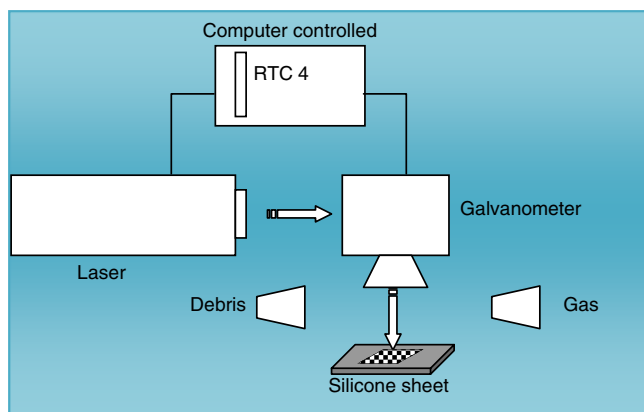 Computer controlled
RTC 4
Galvanometer
Laser
Debris
Gas
Silicone sheet